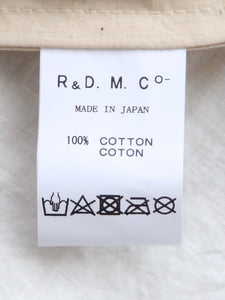 R & D. M. Co-
MADE IN JAPAN
100% COTTON
COTON